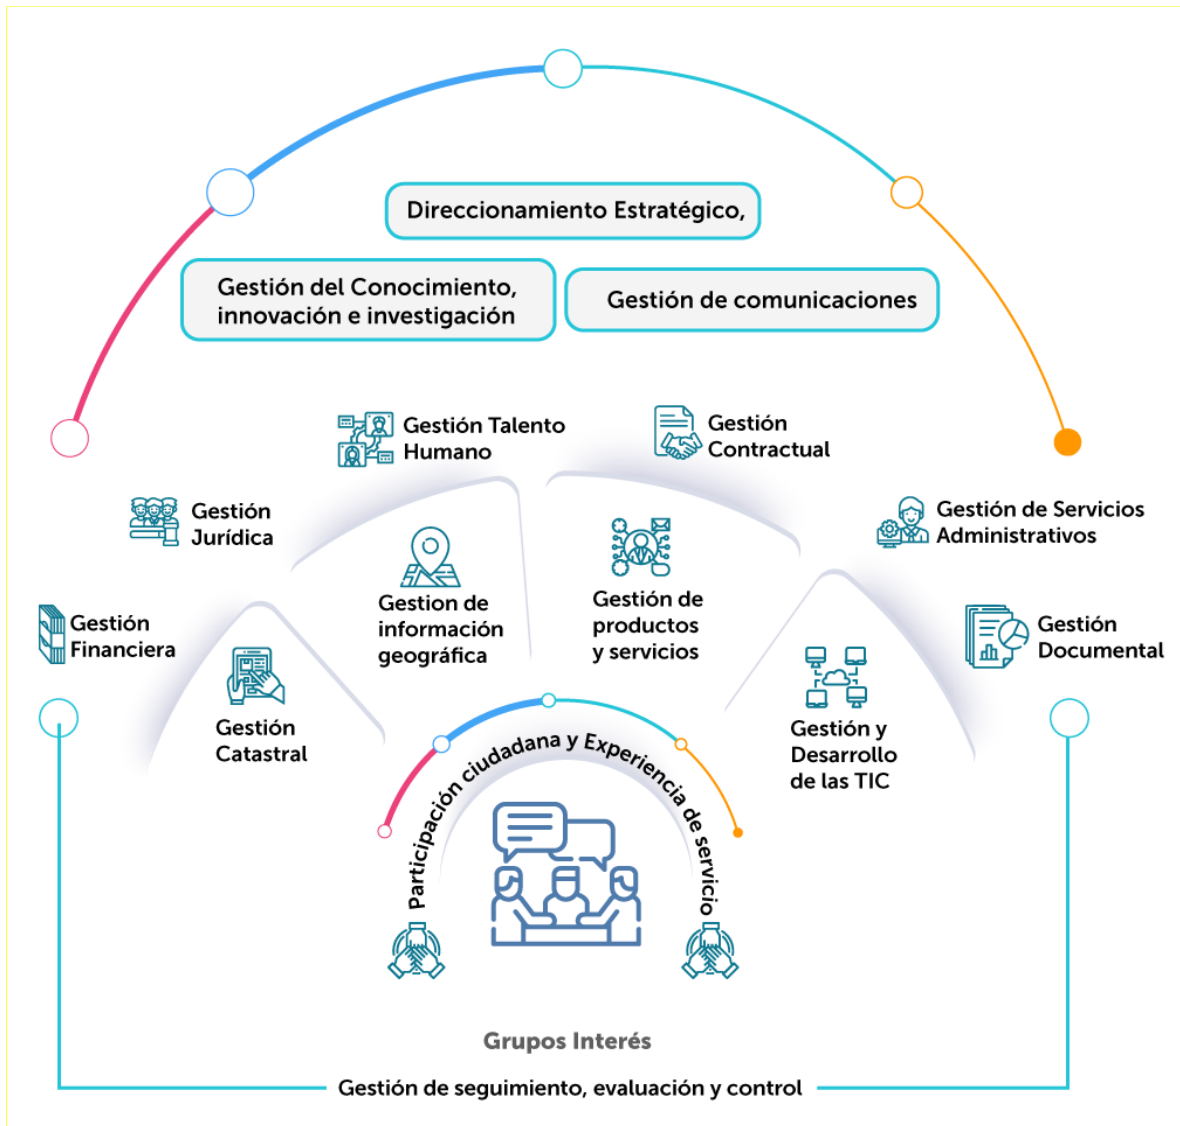 Direccionamiento Estratégico,
Gestión del Conocimiento,
innovación e investigación
Gestión de comunicaciones
Gestión Talento
Humano
Gestión
Contractual
Gestión
Jurídica
Gestión de Servicios
Administrativos
Gestión
Financiera
Gestion de
información
geográfica
Gestión de
productos
y servicios
Gestión
Documental
Gestión
Catastral
Gestión y
Desarrollo
de las TIC
Participación ciudadana y Experiencia de servicio
Grupos Interés
Gestión de seguimiento, evaluación y control